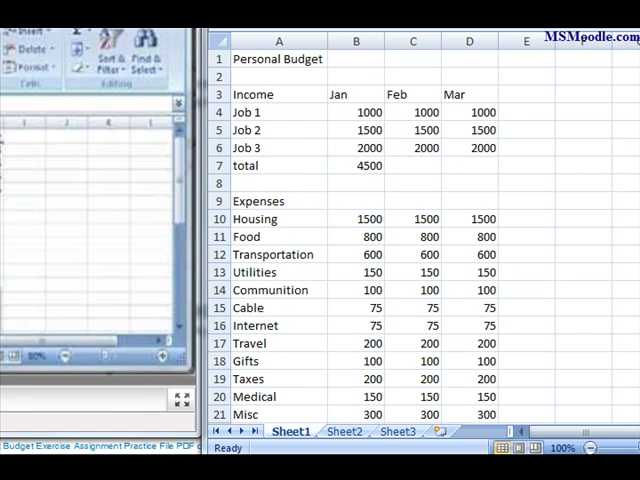 MSMoodle.com
Insert
Delete
Format
Cells
Sort &
Filter
Find &
Select
Editing
I J K L
80%
Budget Exercise Assignment Practice File PDF
A B C D E F
1 Personal Budget
2
3 Income Jan Feb Mar
4 Job 1 1000 1000 1000
5 Job 2 1500 1500 1500
6 Job 3 2000 2000 2000
7 total 4500
8
9 Expenses
10 Housing 1500 1500 1500
11 Food 800 800 800
12 Transportation 600 600 600
13 Utilities 150 150 150
14 Communition 100 100 100
15 Cable 75 75 75
16 Internet 75 75 75
17 Travel 200 200 200
18 Gifts 100 100 100
19 Taxes 200 200 200
20 Medical 150 150 150
21 Misc 300 300 300
Sheet1 Sheet2 Sheet3
Ready 100%